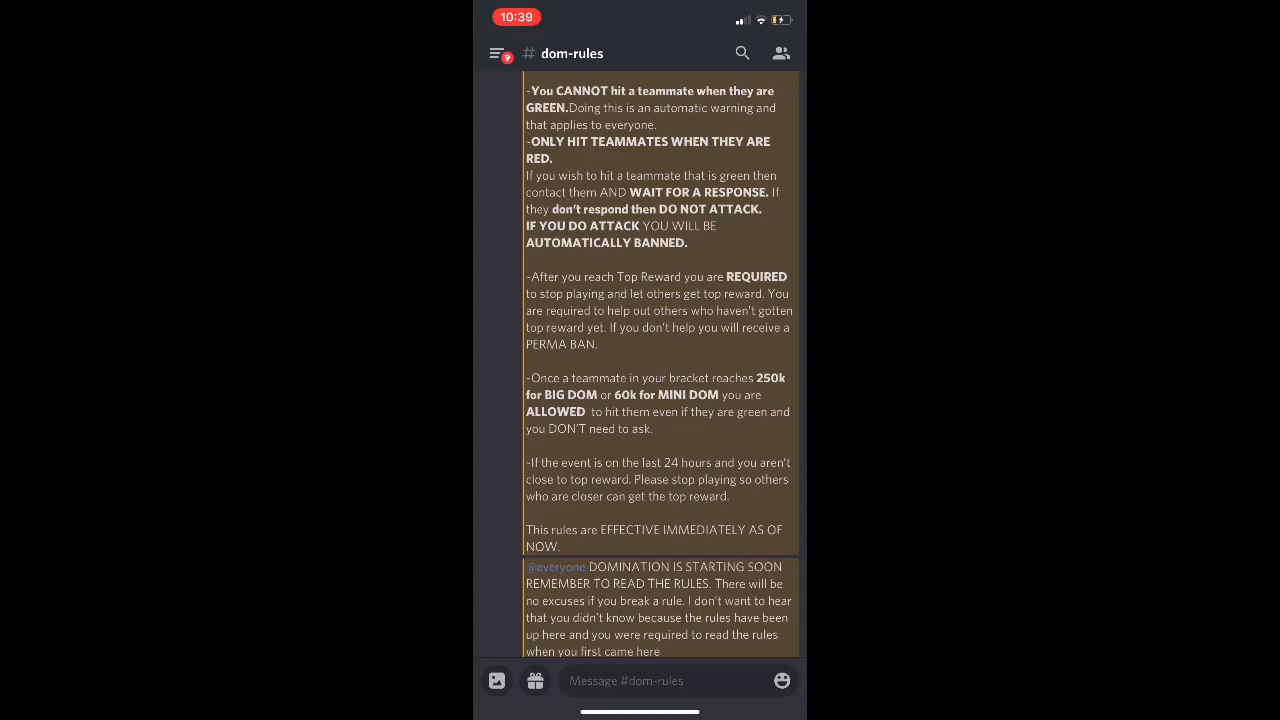 10:39
9
# dom-rules
-You CANNOT hit a teammate when they are
GREEN.Doing this is an automatic warning and
that applies to everyone.
-ONLY HIT TEAMMATES WHEN THEY ARE
RED.
If you wish to hit a teammate that is green then
contact them AND WAIT FOR A RESPONSE. If
they don't respond then DO NOT ATTACK.
IF YOU DO ATTACK YOU WILL BE
AUTOMATICALLY BANNED.
-After you reach Top Reward you are REQUIRED
to stop playing and let others get top reward. You
are required to help out others who haven't gotten
top reward yet. If you don't help you will receive a
PERMA BAN.
-Once a teammate in your bracket reaches 250k
for BIG DOM or 60k for MINI DOM you are
ALLOWED to hit them even if they are green and
you DON'T need to ask.
-If the event is on the last 24 hours and you aren't
close to top reward. Please stop playing so others
who are closer can get the top reward.
This rules are EFFECTIVE IMMEDIATELY AS OF
NOW.
@everyone DOMINATION IS STARTING SOON
REMEMBER TO READ THE RULES. There will be
no excuses if you break a rule. I don't want to hear
that you didn't know because the rules have been
up here and you were required to read the rules
when you first came here
Message #dom-rules